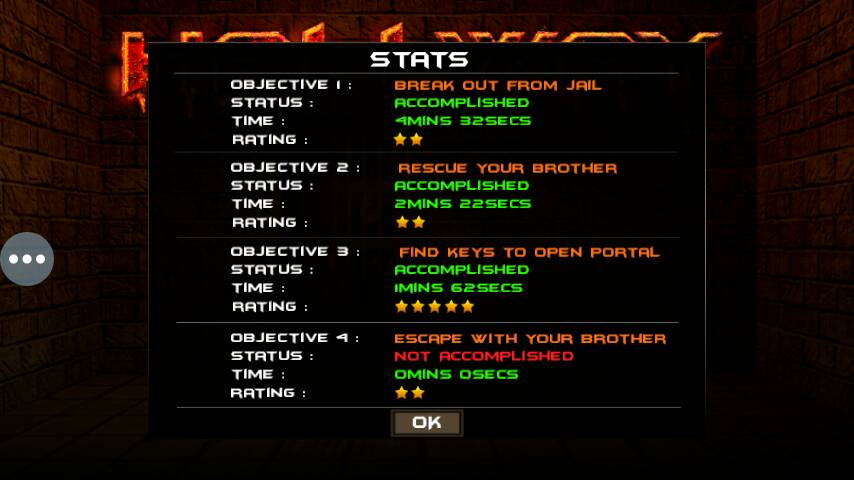 STATS
OBJECTIVE 1 : BREAK OUT FROM JAIL
STATUS : ACCOMPLISHED
TIME : 4MINS 32SECS
RATING :
OBJECTIVE 2 : RESCUE YOUR BROTHER
STATUS : ACCOMPLISHED
TIME : 2MINS 22SECS
RATING :
OBJECTIVE 3 : FIND KEYS TO OPEN PORTAL
STATUS : ACCOMPLISHED
TIME : 1MINS 62SECS
RATING :
OBJECTIVE 4 : ESCAPE WITH YOUR BROTHER
STATUS : NOT ACCOMPLISHED
TIME : 0MINS 0SECS
RATING :
OK